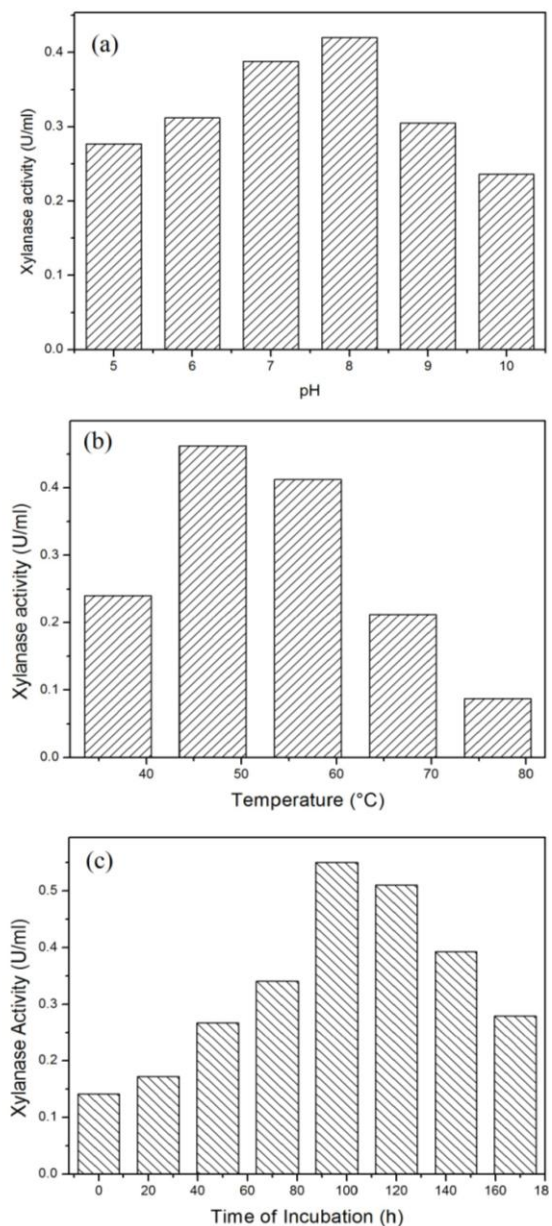 (a)
Xylanase activity (U/ml)
0.4
0.3
0.2
0.1
0.0
5 6 7 8 9 10
pH
(b)
Xylanase activity (U/ml)
0.4
0.3
0.2
0.1
0.0
40 50 60 70 80
Temperature (°C)
(c)
Xylanase Activity (U/ml)
0.5
0.4
0.3
0.2
0.1
0.0
0 20 40 60 80 100 120 140 160 18
Time of Incubation (h)